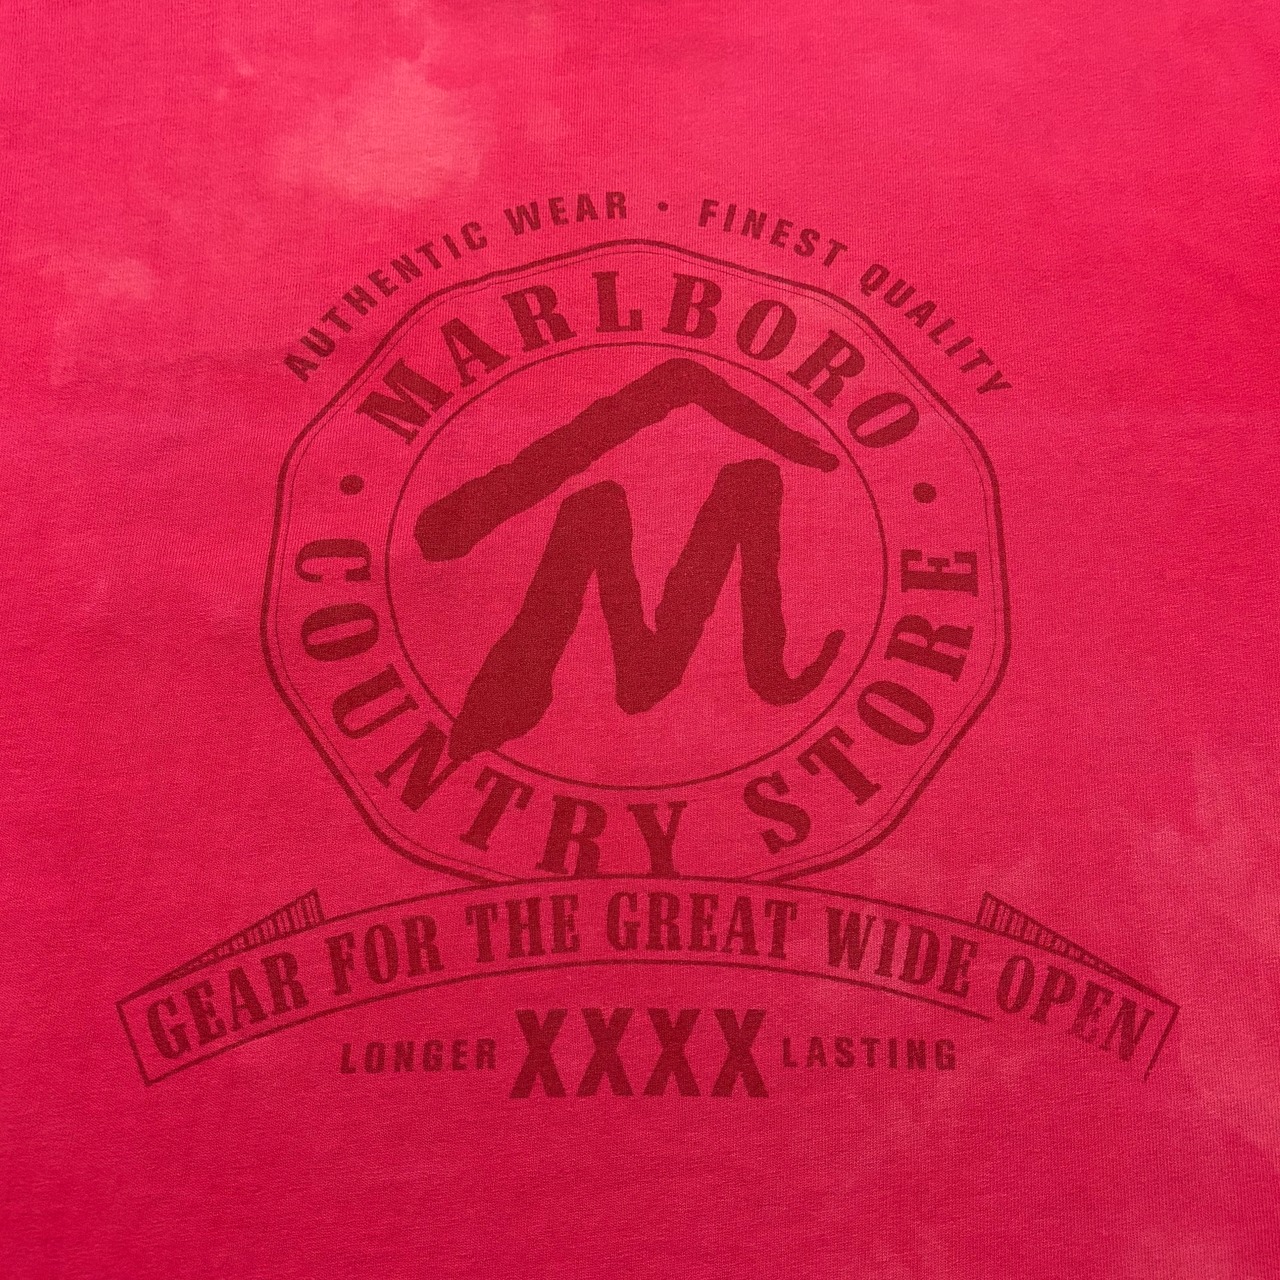 AUTHENTIC WEAR · FINEST QUALITY
MARLBORO
M
· COUNTRY STORE ·
GEAR FOR THE GREAT WIDE OPEN
LONGER XXXX LASTING